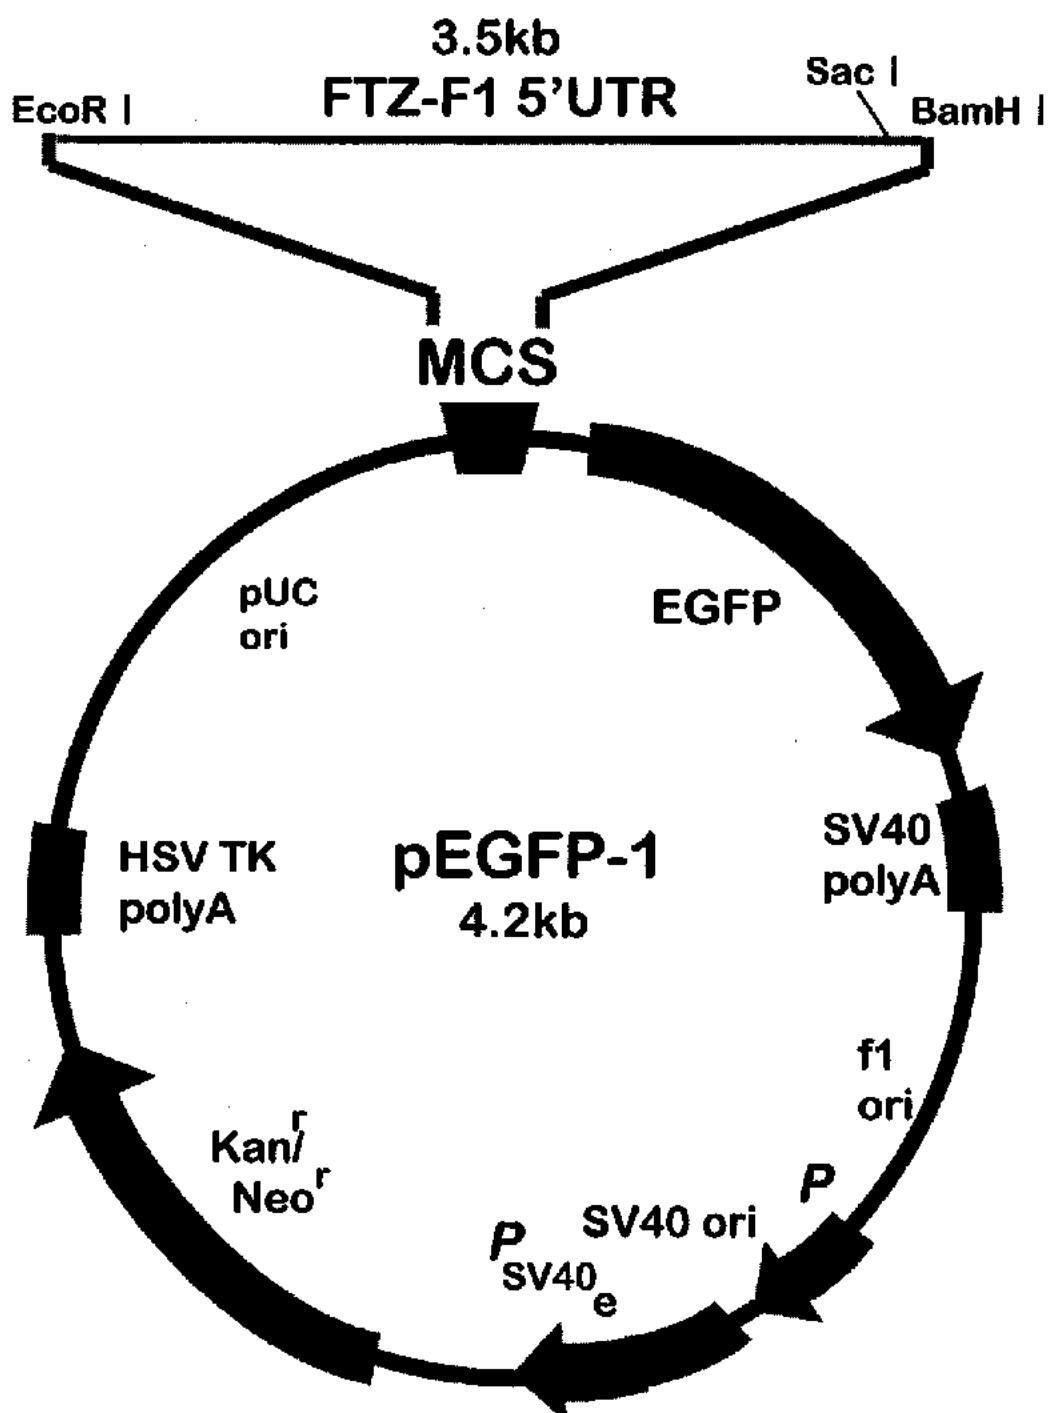 3.5kb
FTZ-F1 5'UTR
EcoR I
Sac I
BamH I
MCS
pUC
ori
EGFP
HSV TK
polyA
pEGFP-1
4.2kb
SV40
polyA
f1
ori
Kan^r/
Neo^r
P
SV40 ori
P
SV40
e